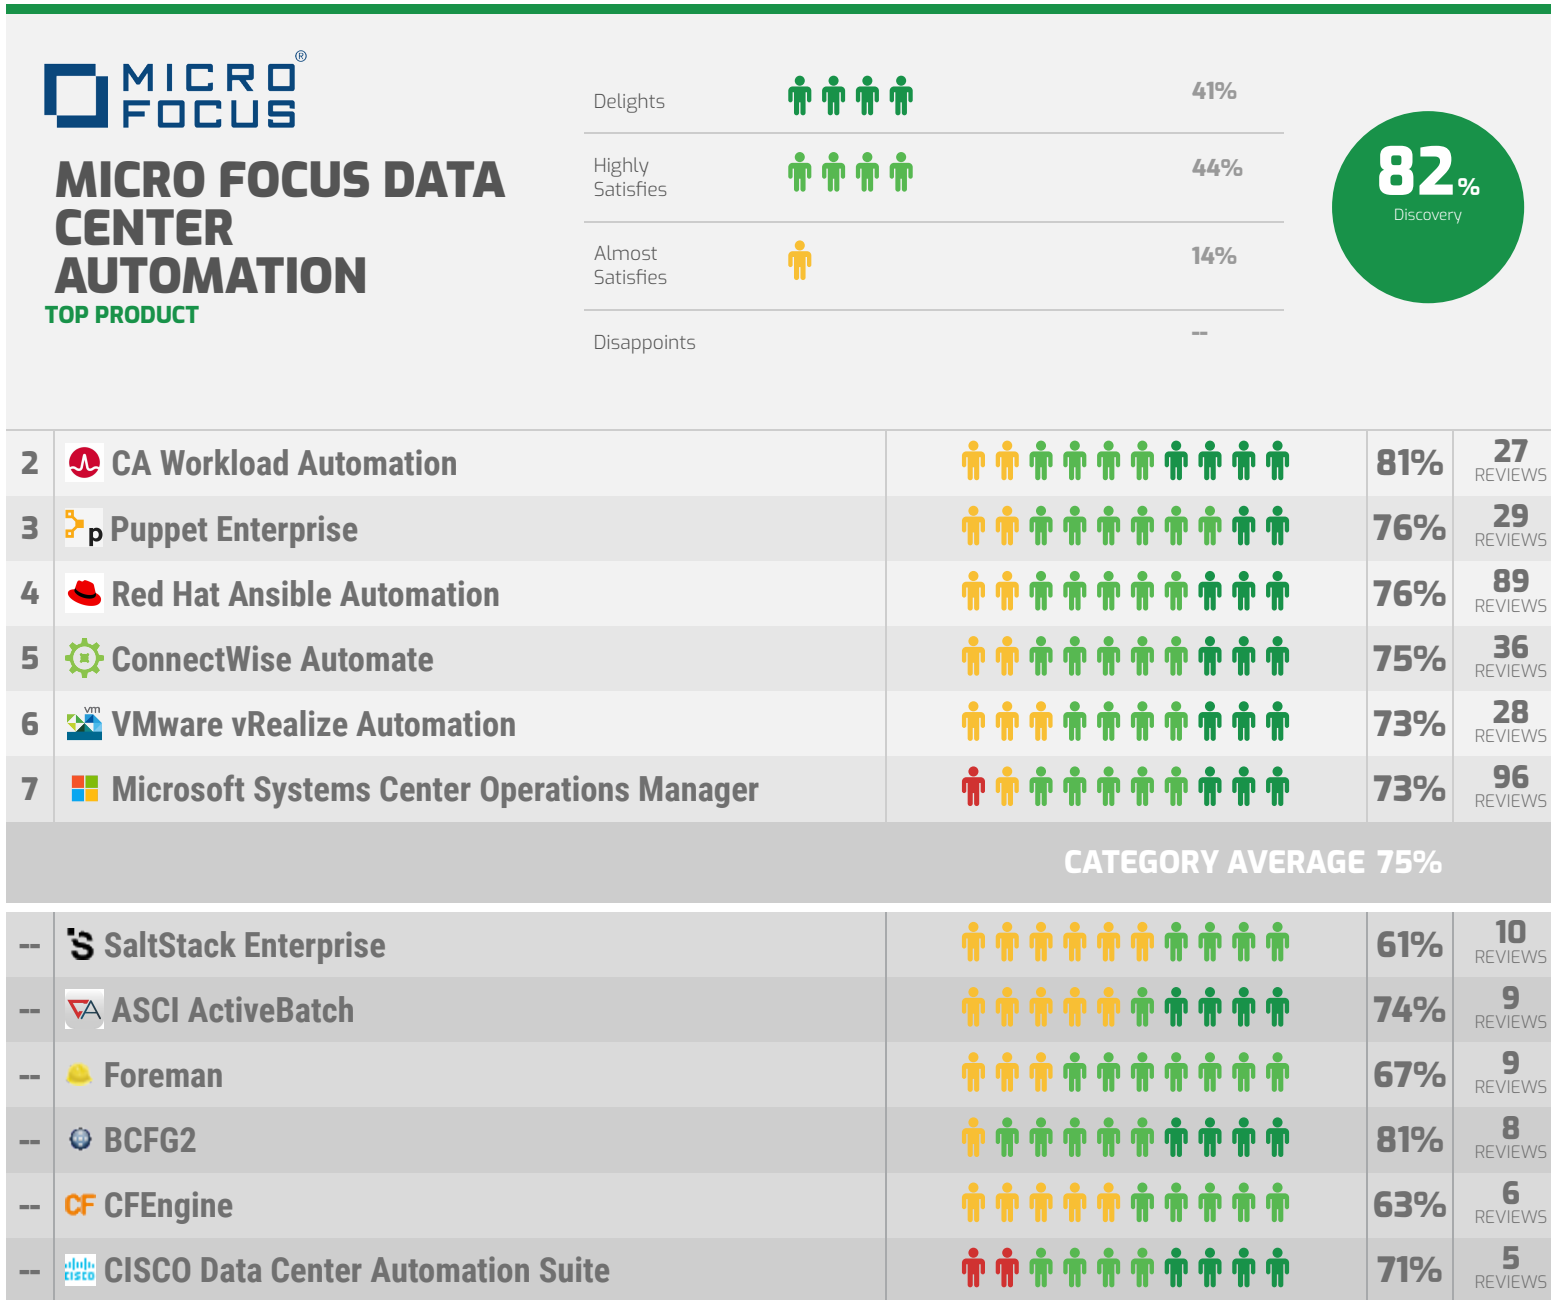 MICRO
FOCUS®
MICRO FOCUS DATA
CENTER
AUTOMATION
TOP PRODUCT
Delights 41%
Highly
Satisfies 44%
Almost
Satisfies 14%
Disappoints --
82%
Discovery
2 CA Workload Automation 81% 27
REVIEWS
3 p Puppet Enterprise 76% 29
REVIEWS
4 Red Hat Ansible Automation 76% 89
REVIEWS
5 ConnectWise Automate 75% 36
REVIEWS
6 vm VMware vRealize Automation 73% 28
REVIEWS
7 Microsoft Systems Center Operations Manager 73% 96
REVIEWS
CATEGORY AVERAGE 75%
-- S SaltStack Enterprise 61% 10
REVIEWS
-- ASCI ActiveBatch 74% 9
REVIEWS
-- Foreman 67% 9
REVIEWS
-- BCFG2 81% 8
REVIEWS
-- CF CFEngine 63% 6
REVIEWS
-- CISCO CISCO Data Center Automation Suite 71% 5
REVIEWS